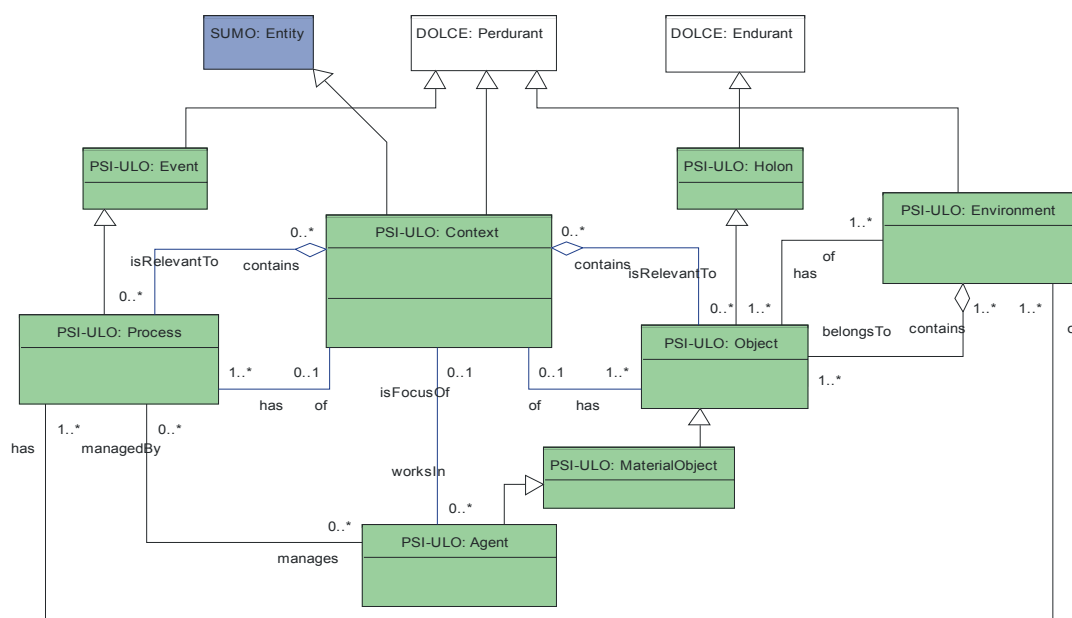 SUMO: Entity
DOLCE: Perdurant
DOLCE: Endurant
PSI-ULO: Event
PSI-ULO: Holon
PSI-ULO: Environment
PSI-ULO: Context
0..*
0..*
1..*
isRelevantTo
contains
contains
isRelevantTo
of
has
0..*
0..*
1..*
1..*
1..*
PSI-ULO: Process
PSI-ULO: Object
belongsTo
contains
1..*
0..1
0..1
1..*
1..*
has
of
isFocusOf
of
has
has
1..*
0..*
managedBy
worksIn
PSI-ULO: MaterialObject
0..*
0..*
manages
PSI-ULO: Agent